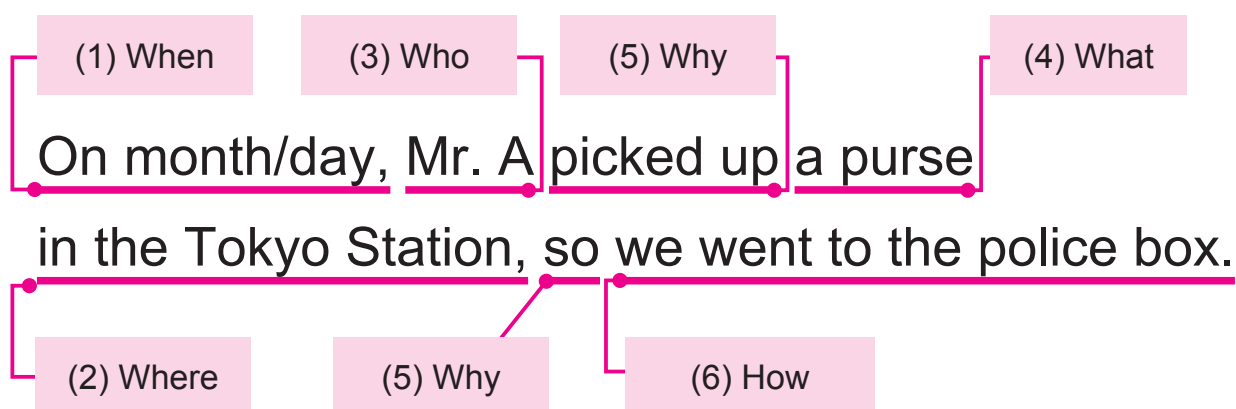 (1) When (3) Who (5) Why (4) What
On month/day, Mr. A picked up a purse
in the Tokyo Station, so we went to the police box.
(2) Where (5) Why (6) How